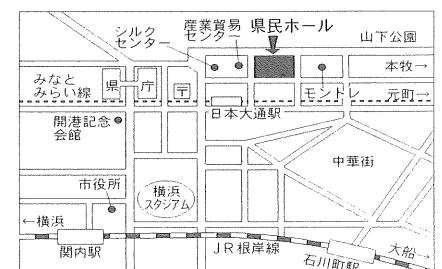 県民ホール
シルク
センター
産業貿易
センター
山下公園
本牧→
みなと
みらい線
県
庁
〒
モントレ
元町→
日本大通駅
開港記念
会館
中華街
市役所
横浜
スタジアム
←横浜
関内駅
JR根岸線
石川町駅
大船→